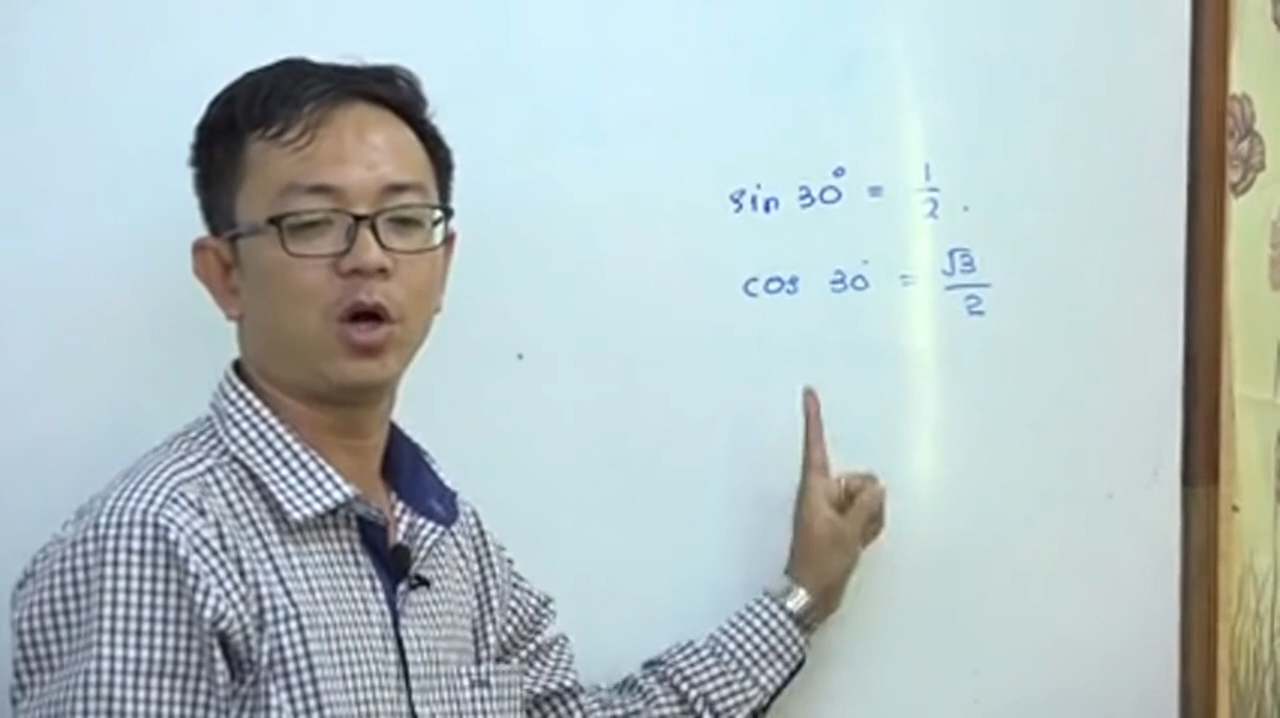 sin 30° = 1/2 .
cos 30° = √3/2